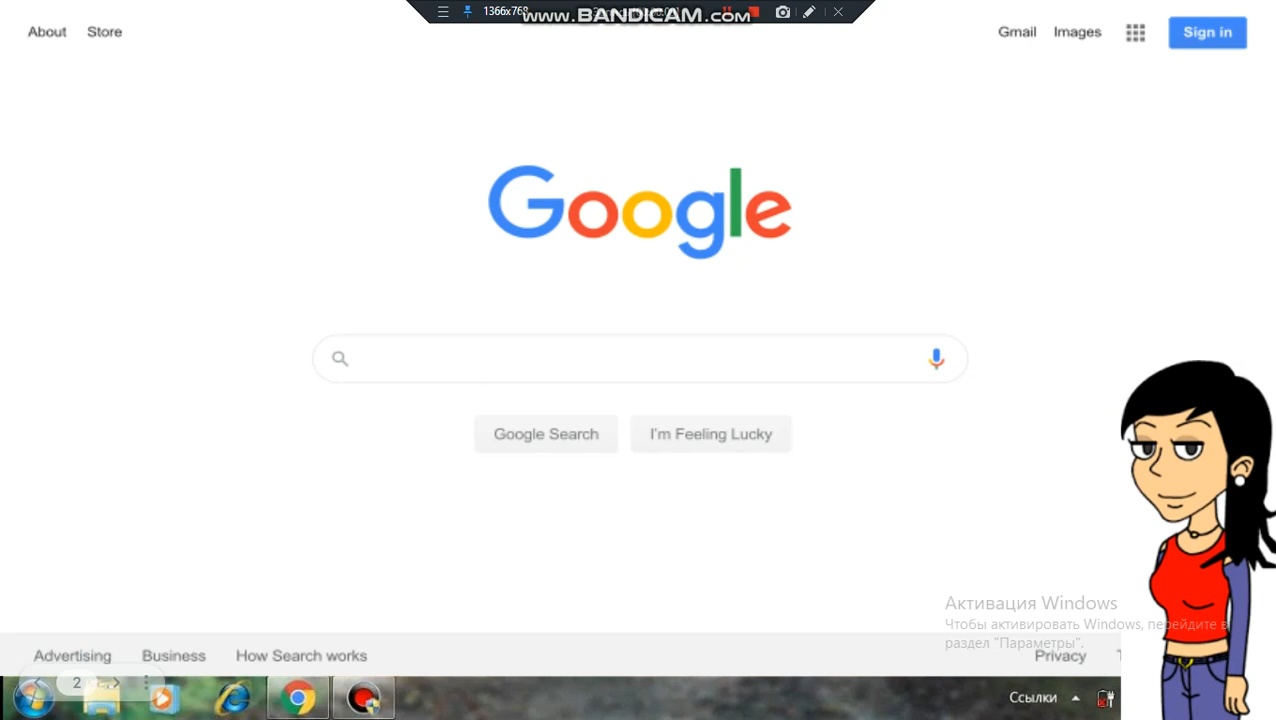 1366x768
www.BANDICAM.com
About Store
Gmail Images Sign in
Google
Google Search I'm Feeling Lucky
Активация Windows
Чтобы активировать Windows, перейдите в
раздел "Параметры".
Advertising Business How Search works
Privacy
2
Ссылки